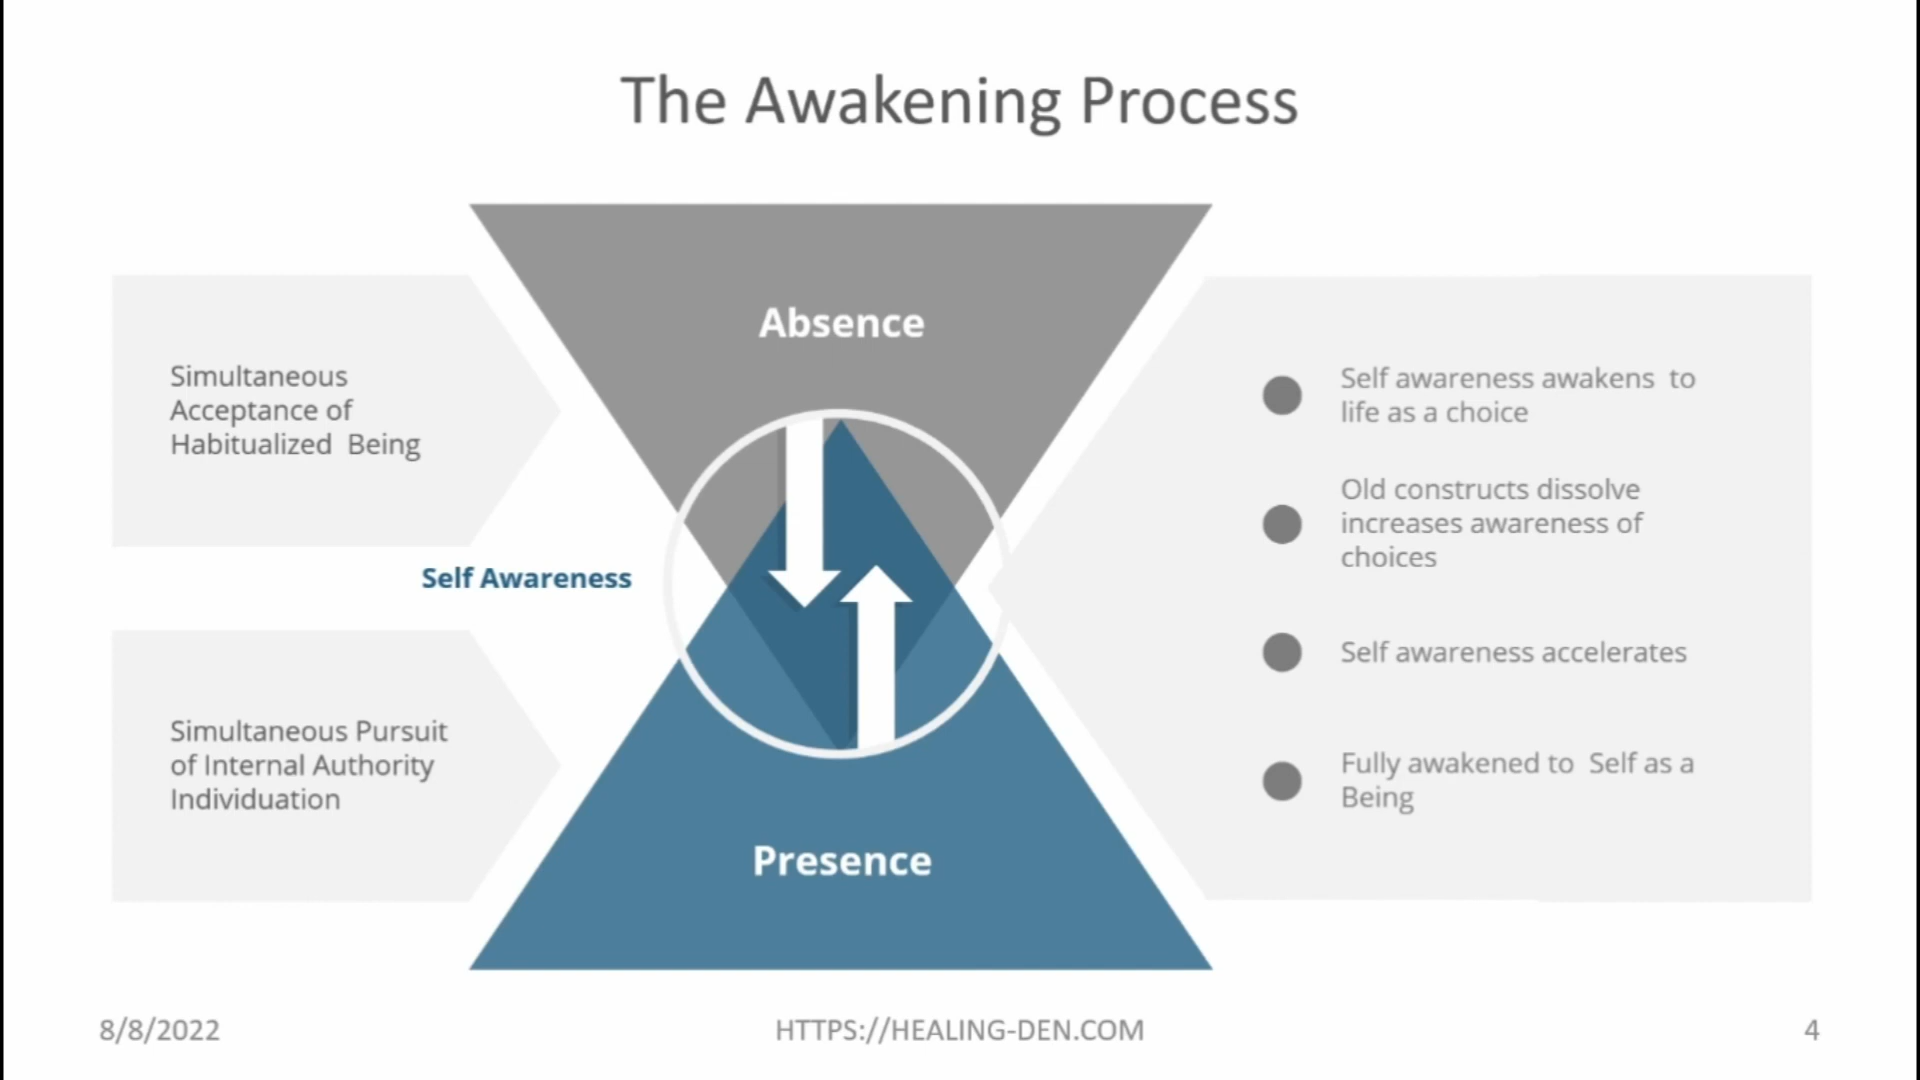 The Awakening Process
Absence
Simultaneous
Acceptance of
Habitualized  Being
Self Awareness
Simultaneous Pursuit
of Internal Authority
Individuation
Presence
Self awareness awakens  to
life as a choice
Old constructs dissolve
increases awareness of
choices
Self awareness accelerates
Fully awakened to  Self as a
Being
8/8/2022
HTTPS://HEALING-DEN.COM
4